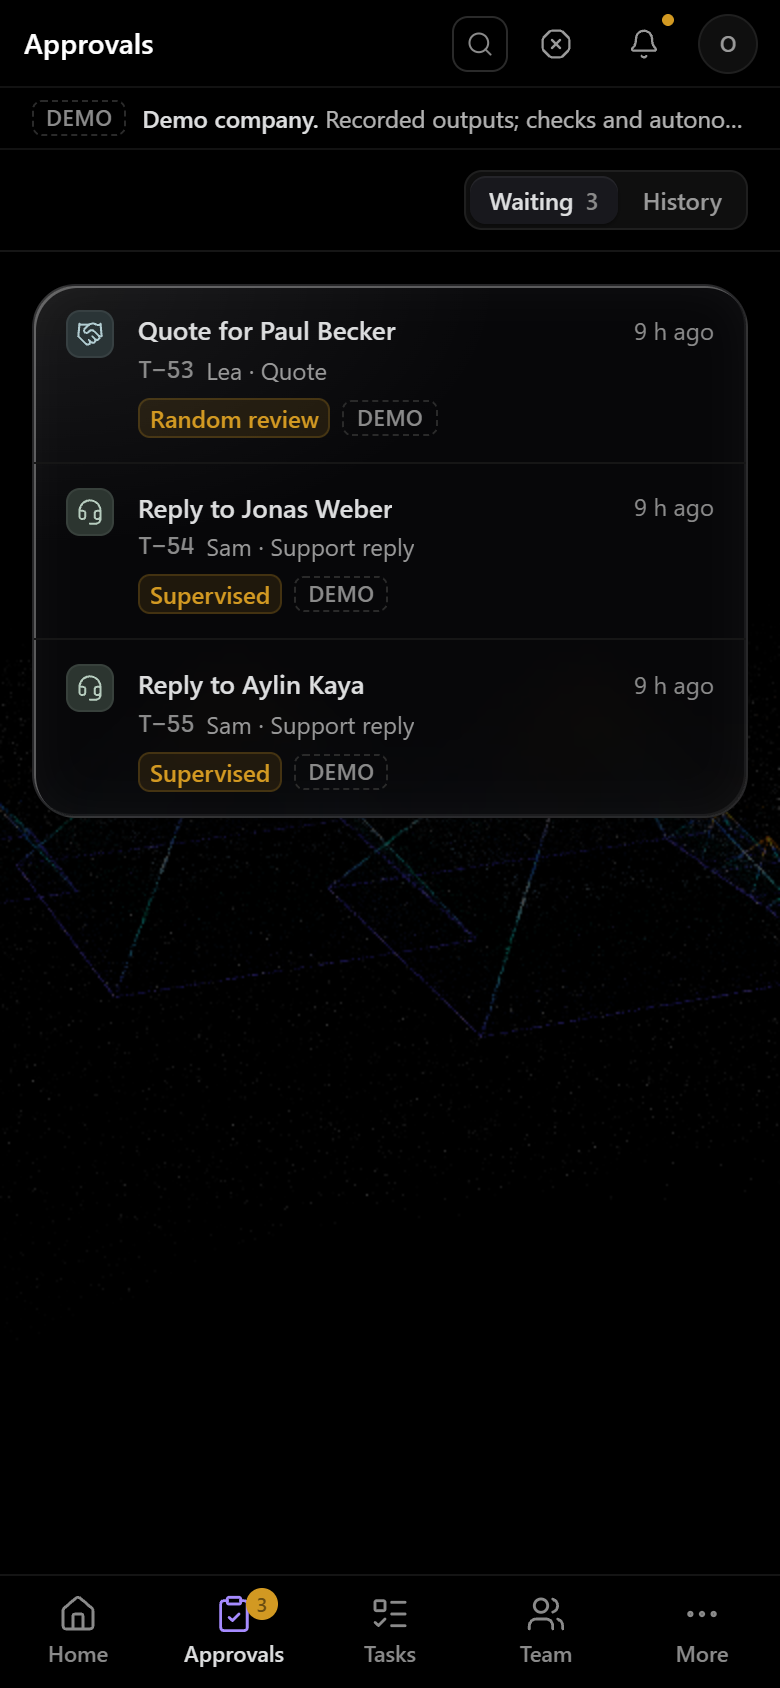 Approvals
O
DEMO Demo company. Recorded outputs; checks and autono...
Waiting 3 History
Quote for Paul Becker 9 h ago
T-53 Lea · Quote
Random review DEMO
Reply to Jonas Weber 9 h ago
T-54 Sam · Support reply
Supervised DEMO
Reply to Aylin Kaya 9 h ago
T-55 Sam · Support reply
Supervised DEMO
3
Home Approvals Tasks Team More